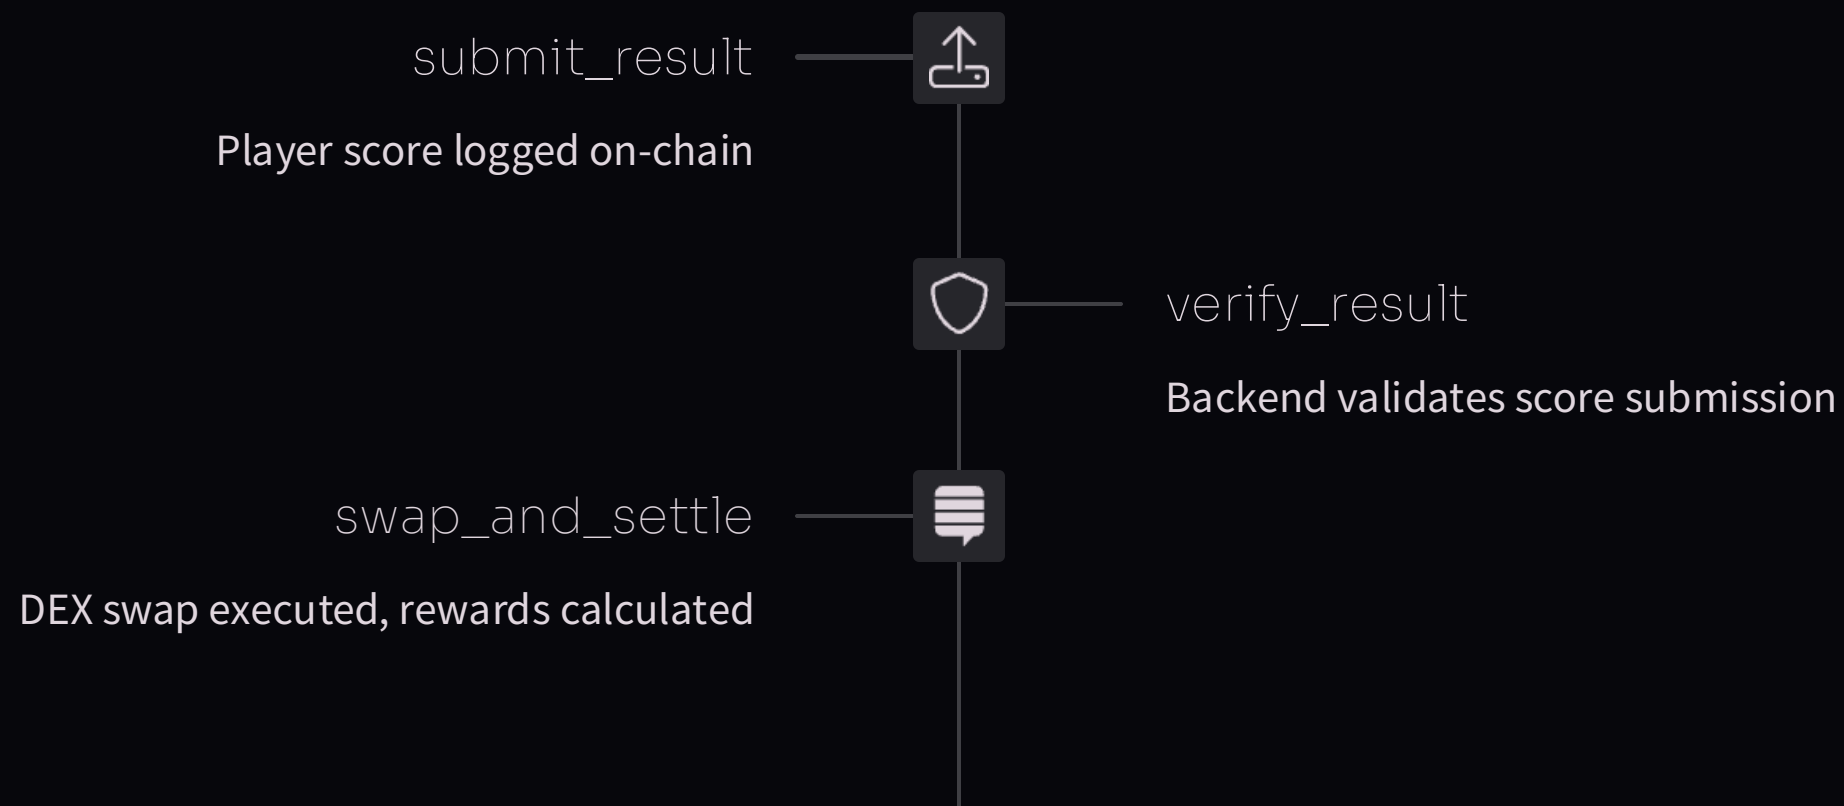 submit_result
Player score logged on-chain
verify_result
Backend validates score submission
swap_and_settle
DEX swap executed, rewards calculated